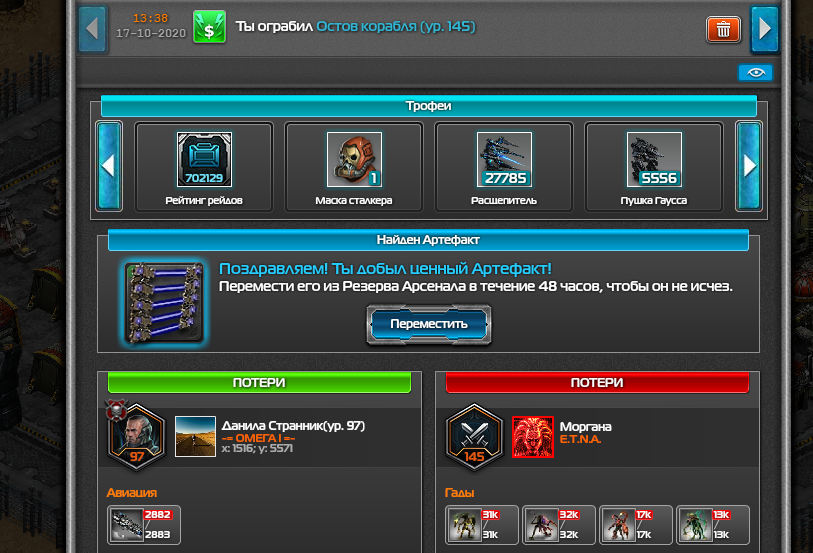 13:38
17-10-2020
Ты ограбил Остов корабля (ур. 145)
Трофеи
702129
1
27785
5556
Рейтинг рейдов
Маска сталкера
Расщепитель
Пушка Гаусса
Найден Артефакт
Поздравляем! Ты добыл ценный Артефакт!
Перемести его из Резерва Арсенала в течение 48 часов, чтобы он не исчез.
Переместить
ПОТЕРИ
97
Данила Странник(ур. 97)
-= ОМЕГА I =-
x: 1516; y: 5571
Авиация
2882
/
2883
ПОТЕРИ
145
Моргана
E.T.N.A.
Гады
31k
/
31k
32k
/
32k
17k
/
17k
13k
/
13k